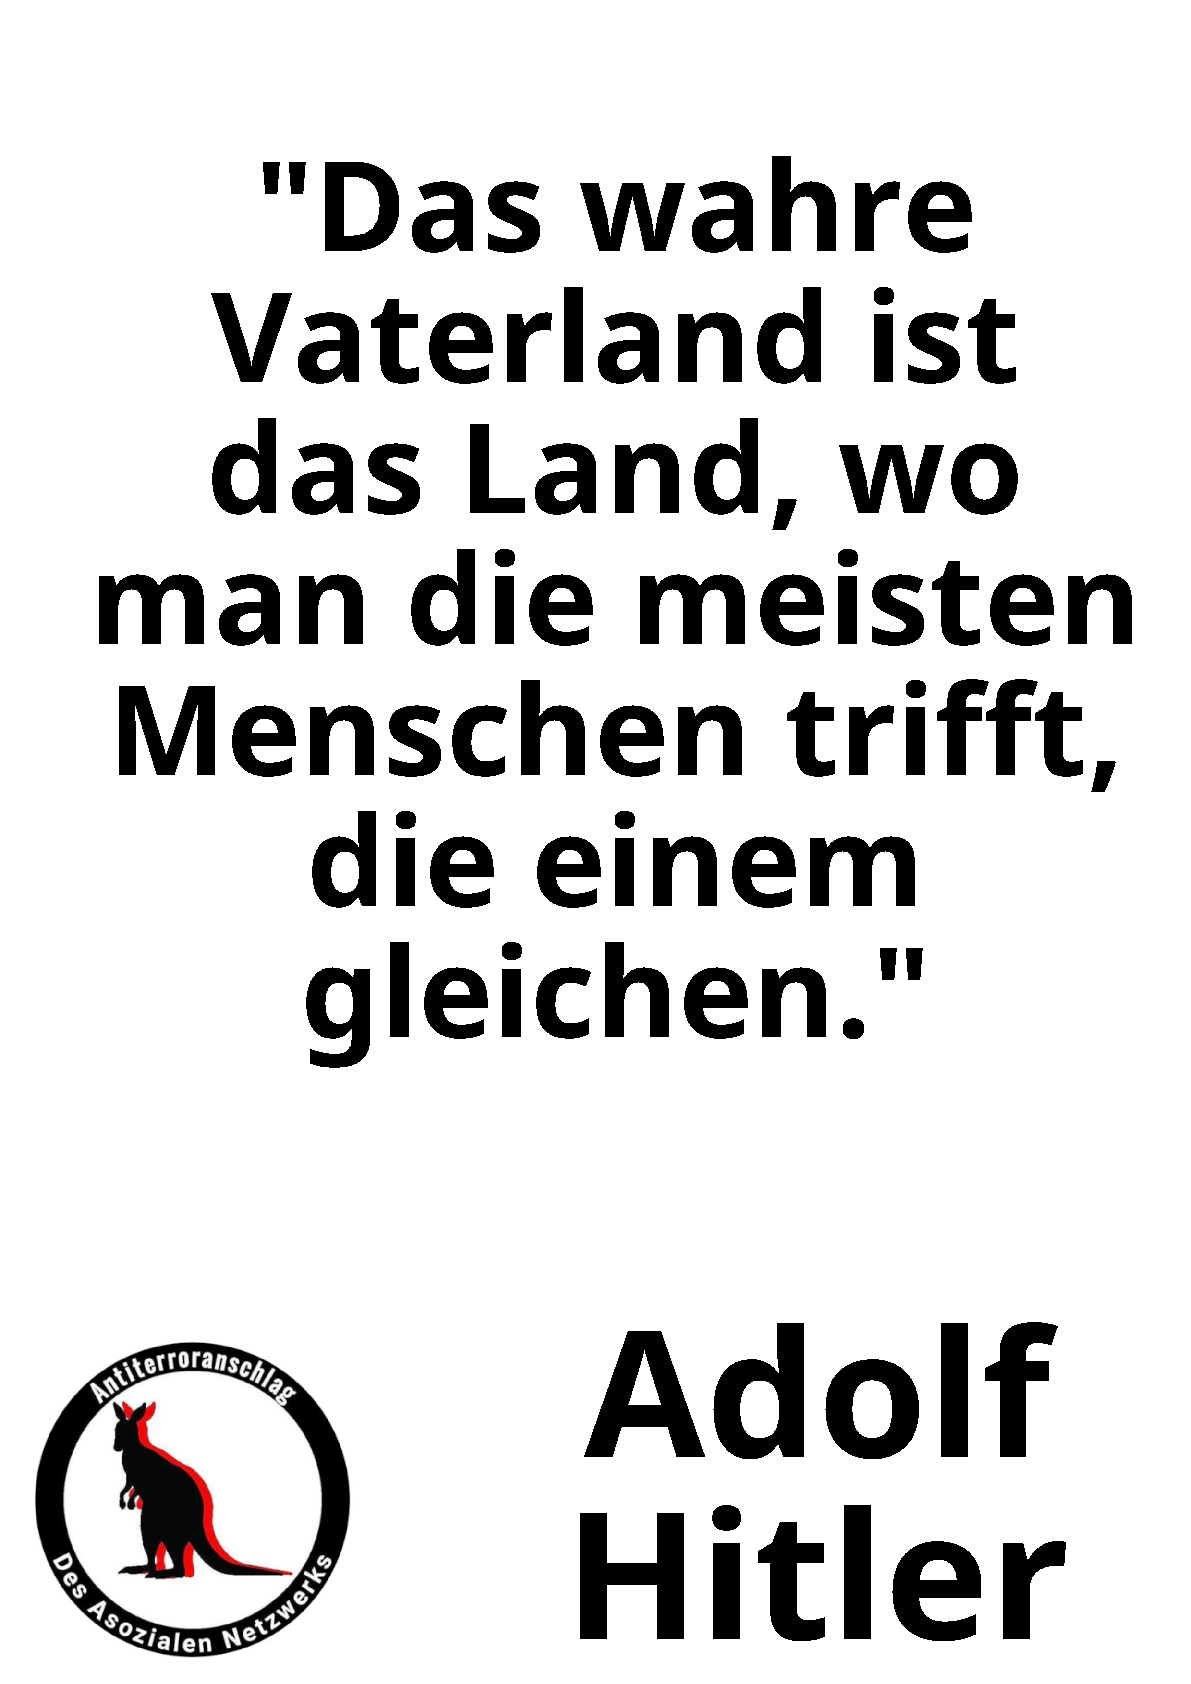 "Das wahre
Vaterland ist
das Land, wo
man die meisten
Menschen trifft,
die einem
gleichen."
Adolf
Hitler
Antiterroranschlag
Des Asozialen Netzwerks